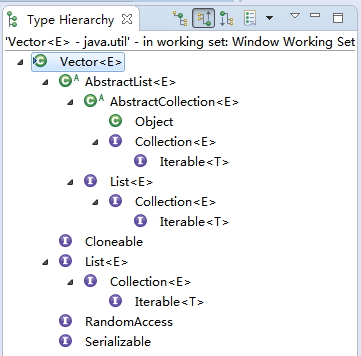 Type Hierarchy
'Vector<E> - java.util' - in working set: Window Working Set
Vector<E>
AbstractList<E>
AbstractCollection<E>
Object
Collection<E>
Iterable<T>
List<E>
Collection<E>
Iterable<T>
Cloneable
List<E>
Collection<E>
Iterable<T>
RandomAccess
Serializable